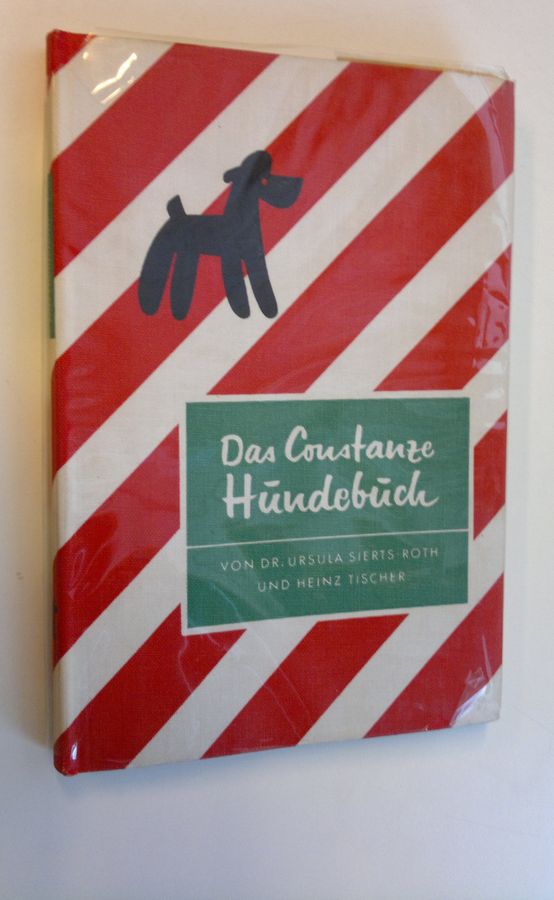 Das Constanze
Hundebuch
VON DR. URSULA SIERTS-ROTH
UND HEINZ TISCHER